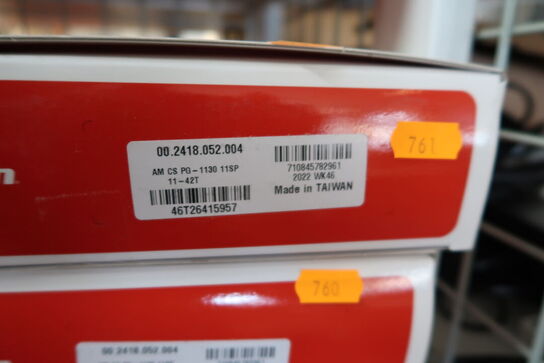 00.2418.052.004
AM CS PG-1130 11SP
11-42T
46T26415957
710845782961
2022 WK46
Made in TAIWAN
761
760
00.2418.052.004